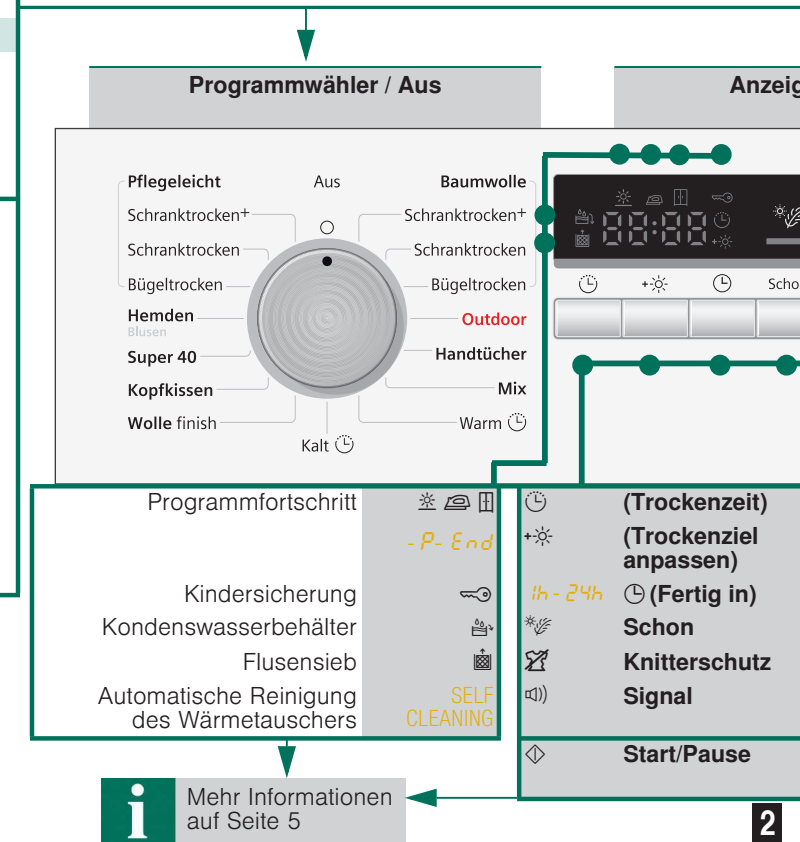 Programmwähler / Aus
Anzeig
Pflegeleicht
Schranktrocken+
Schranktrocken
Bügeltrocken
Hemden
Blusen
Super 40
Kopfkissen
Wolle finish
Aus
Kalt
Baumwolle
Schranktrocken+
Schranktrocken
Bügeltrocken
Outdoor
Handtücher
Mix
Warm
88:88
Scho
Programmfortschritt
-P- End
Kindersicherung
Kondenswasserbehälter
Flusensieb
Automatische Reinigung SELF
des Wärmetauschers CLEANING
(Trockenzeit)
(Trockenziel
anpassen)
1h - 24h (Fertig in)
Schon
Knitterschutz
Signal
Start/Pause
i
Mehr Informationen
auf Seite 5
2